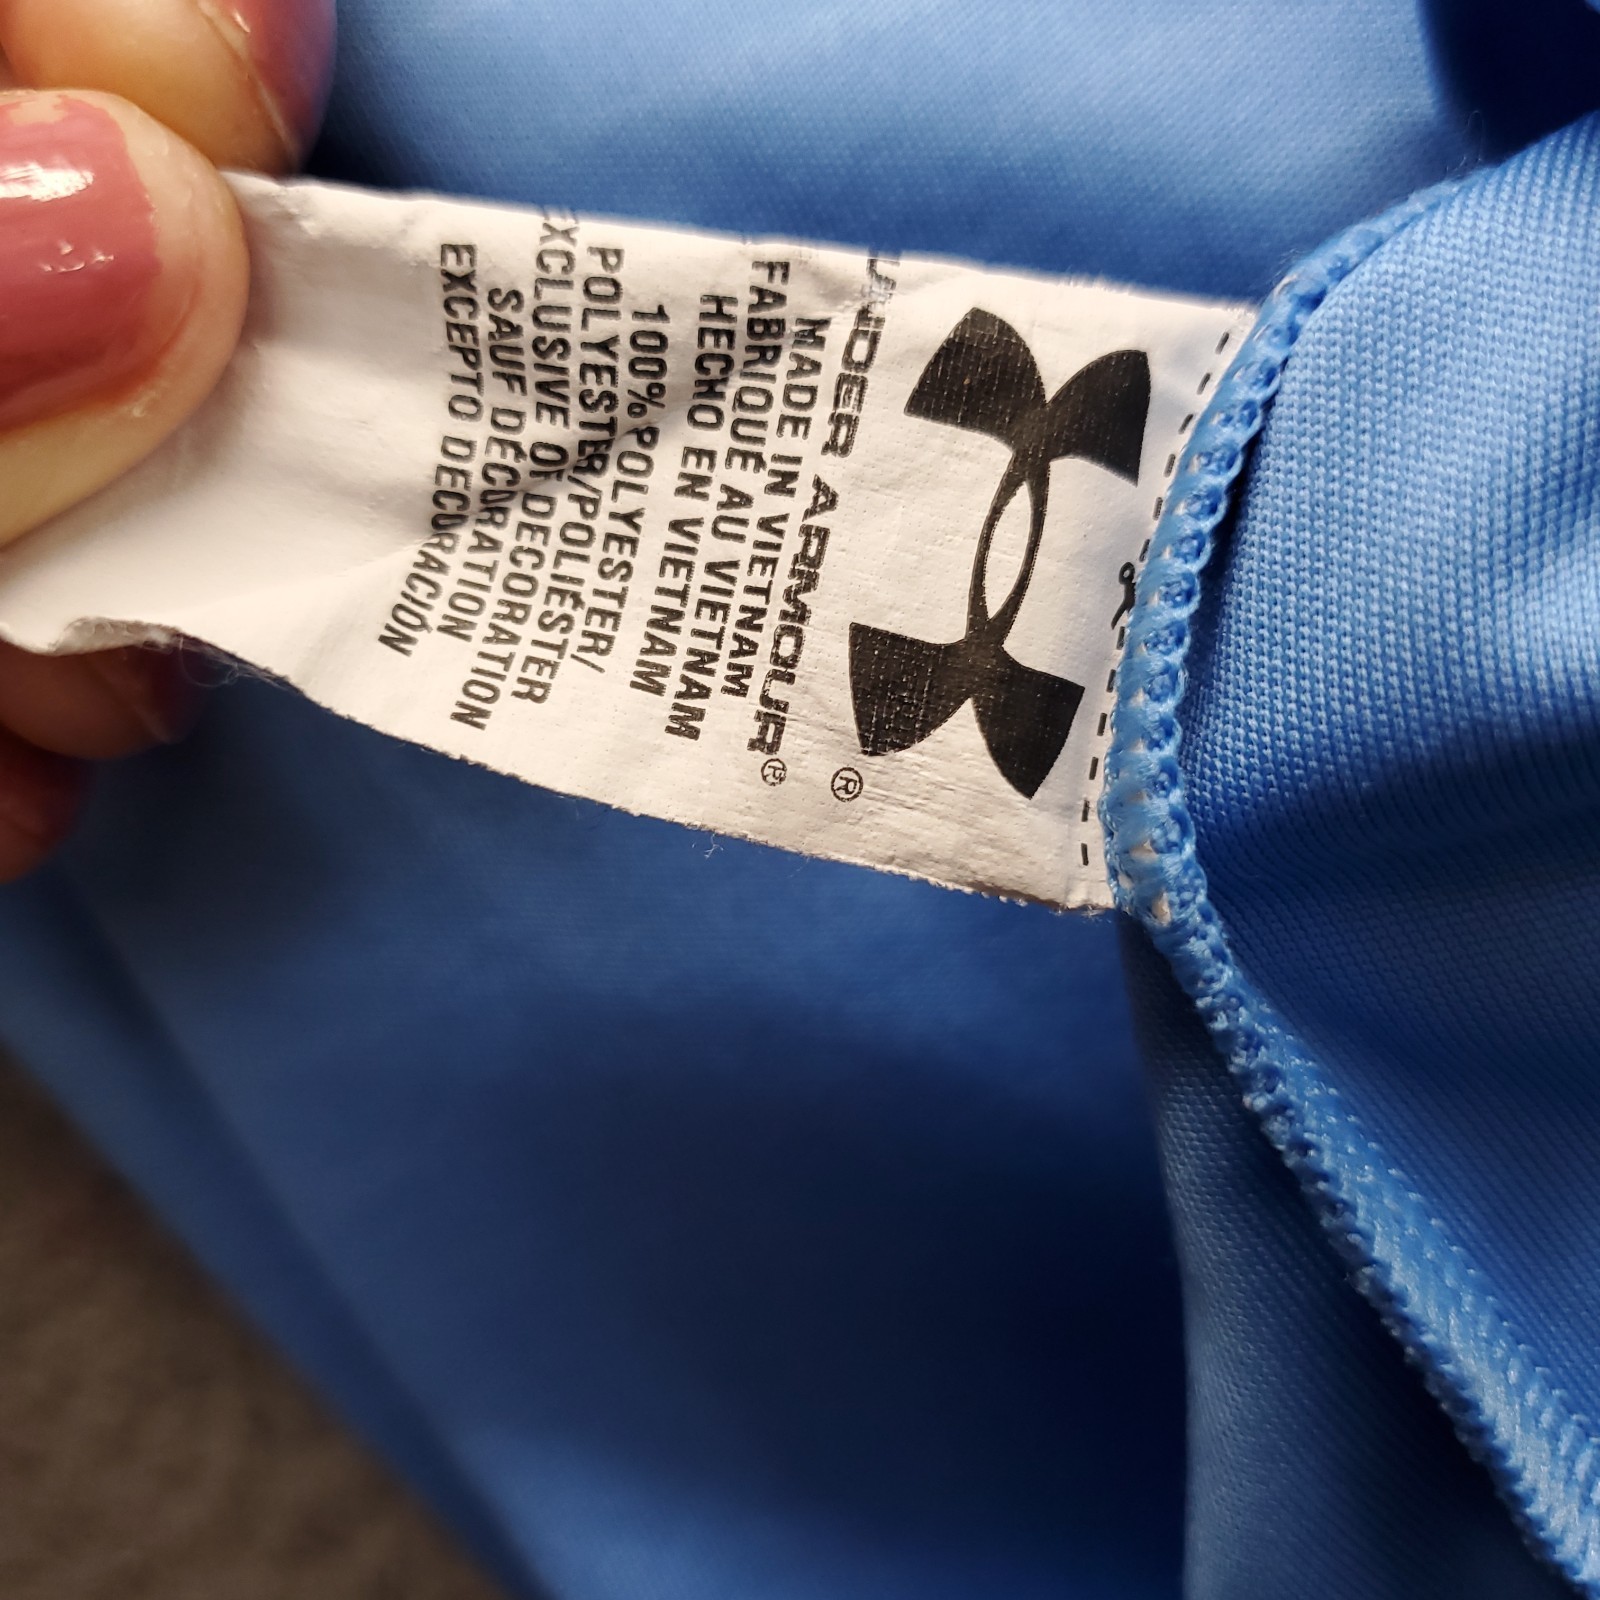 ®
UNDER ARMOUR®
MADE IN VIETNAM
FABRIQUÉ AU VIETNAM
HECHO EN VIETNAM
100% POLYESTER
POLYESTER/POLYESTER/
EXCLUSIVE OF DECORATION
SAUF DÉCORATION
EXCEPTO DECORACIÓN